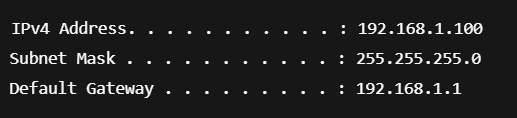 IPv4 Address. . . . . . . . . . . : 192.168.1.100
Subnet Mask . . . . . . . . . . . : 255.255.255.0
Default Gateway . . . . . . . . . : 192.168.1.1